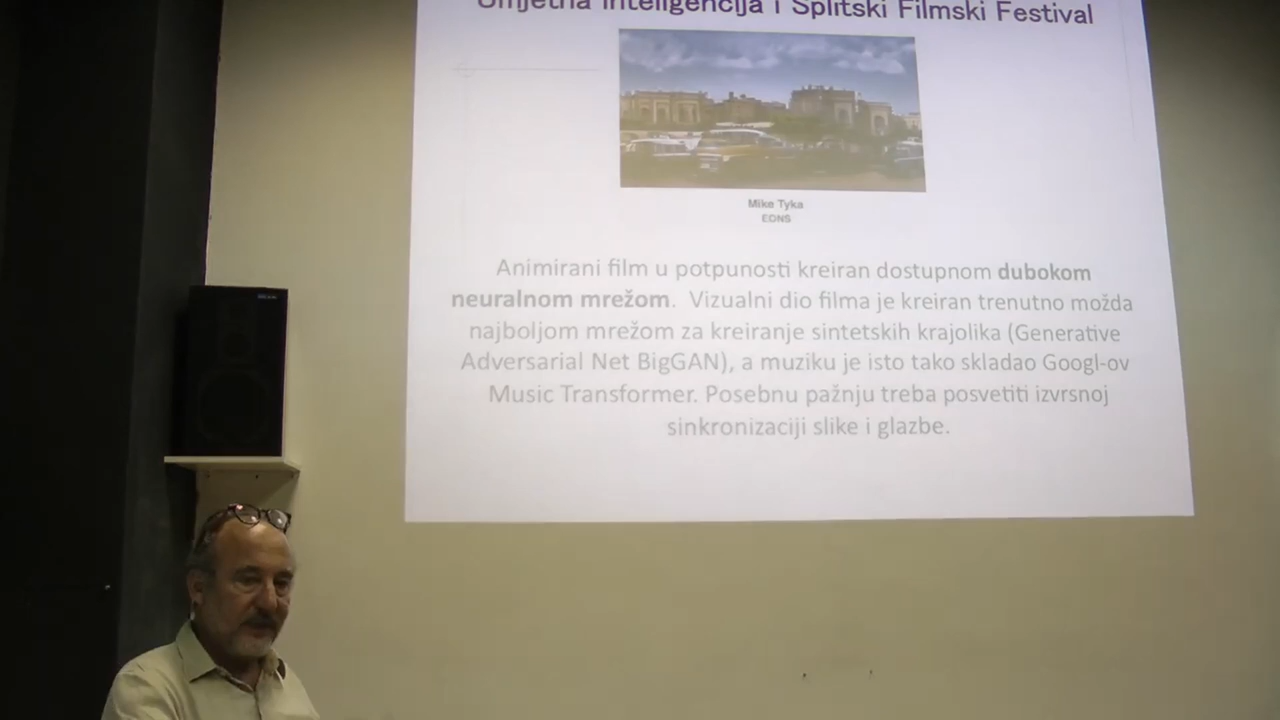 Umjetna Inteligencija i Splitski Filmski Festival
Mike Tyka
EDNS
Animirani film u potpunosti kreiran dostupnom dubokom
neuralnom mrežom. Vizualni dio filma je kreiran trenutno možda
najboljom mrežom za kreiranje sintetskih krajolika (Generative
Adversarial Net BigGAN), a muziku je isto tako skladao Googl-ov
Music Transformer. Posebnu pažnju treba posvetiti izvrsnoj
sinkronizaciji slike i glazbe.